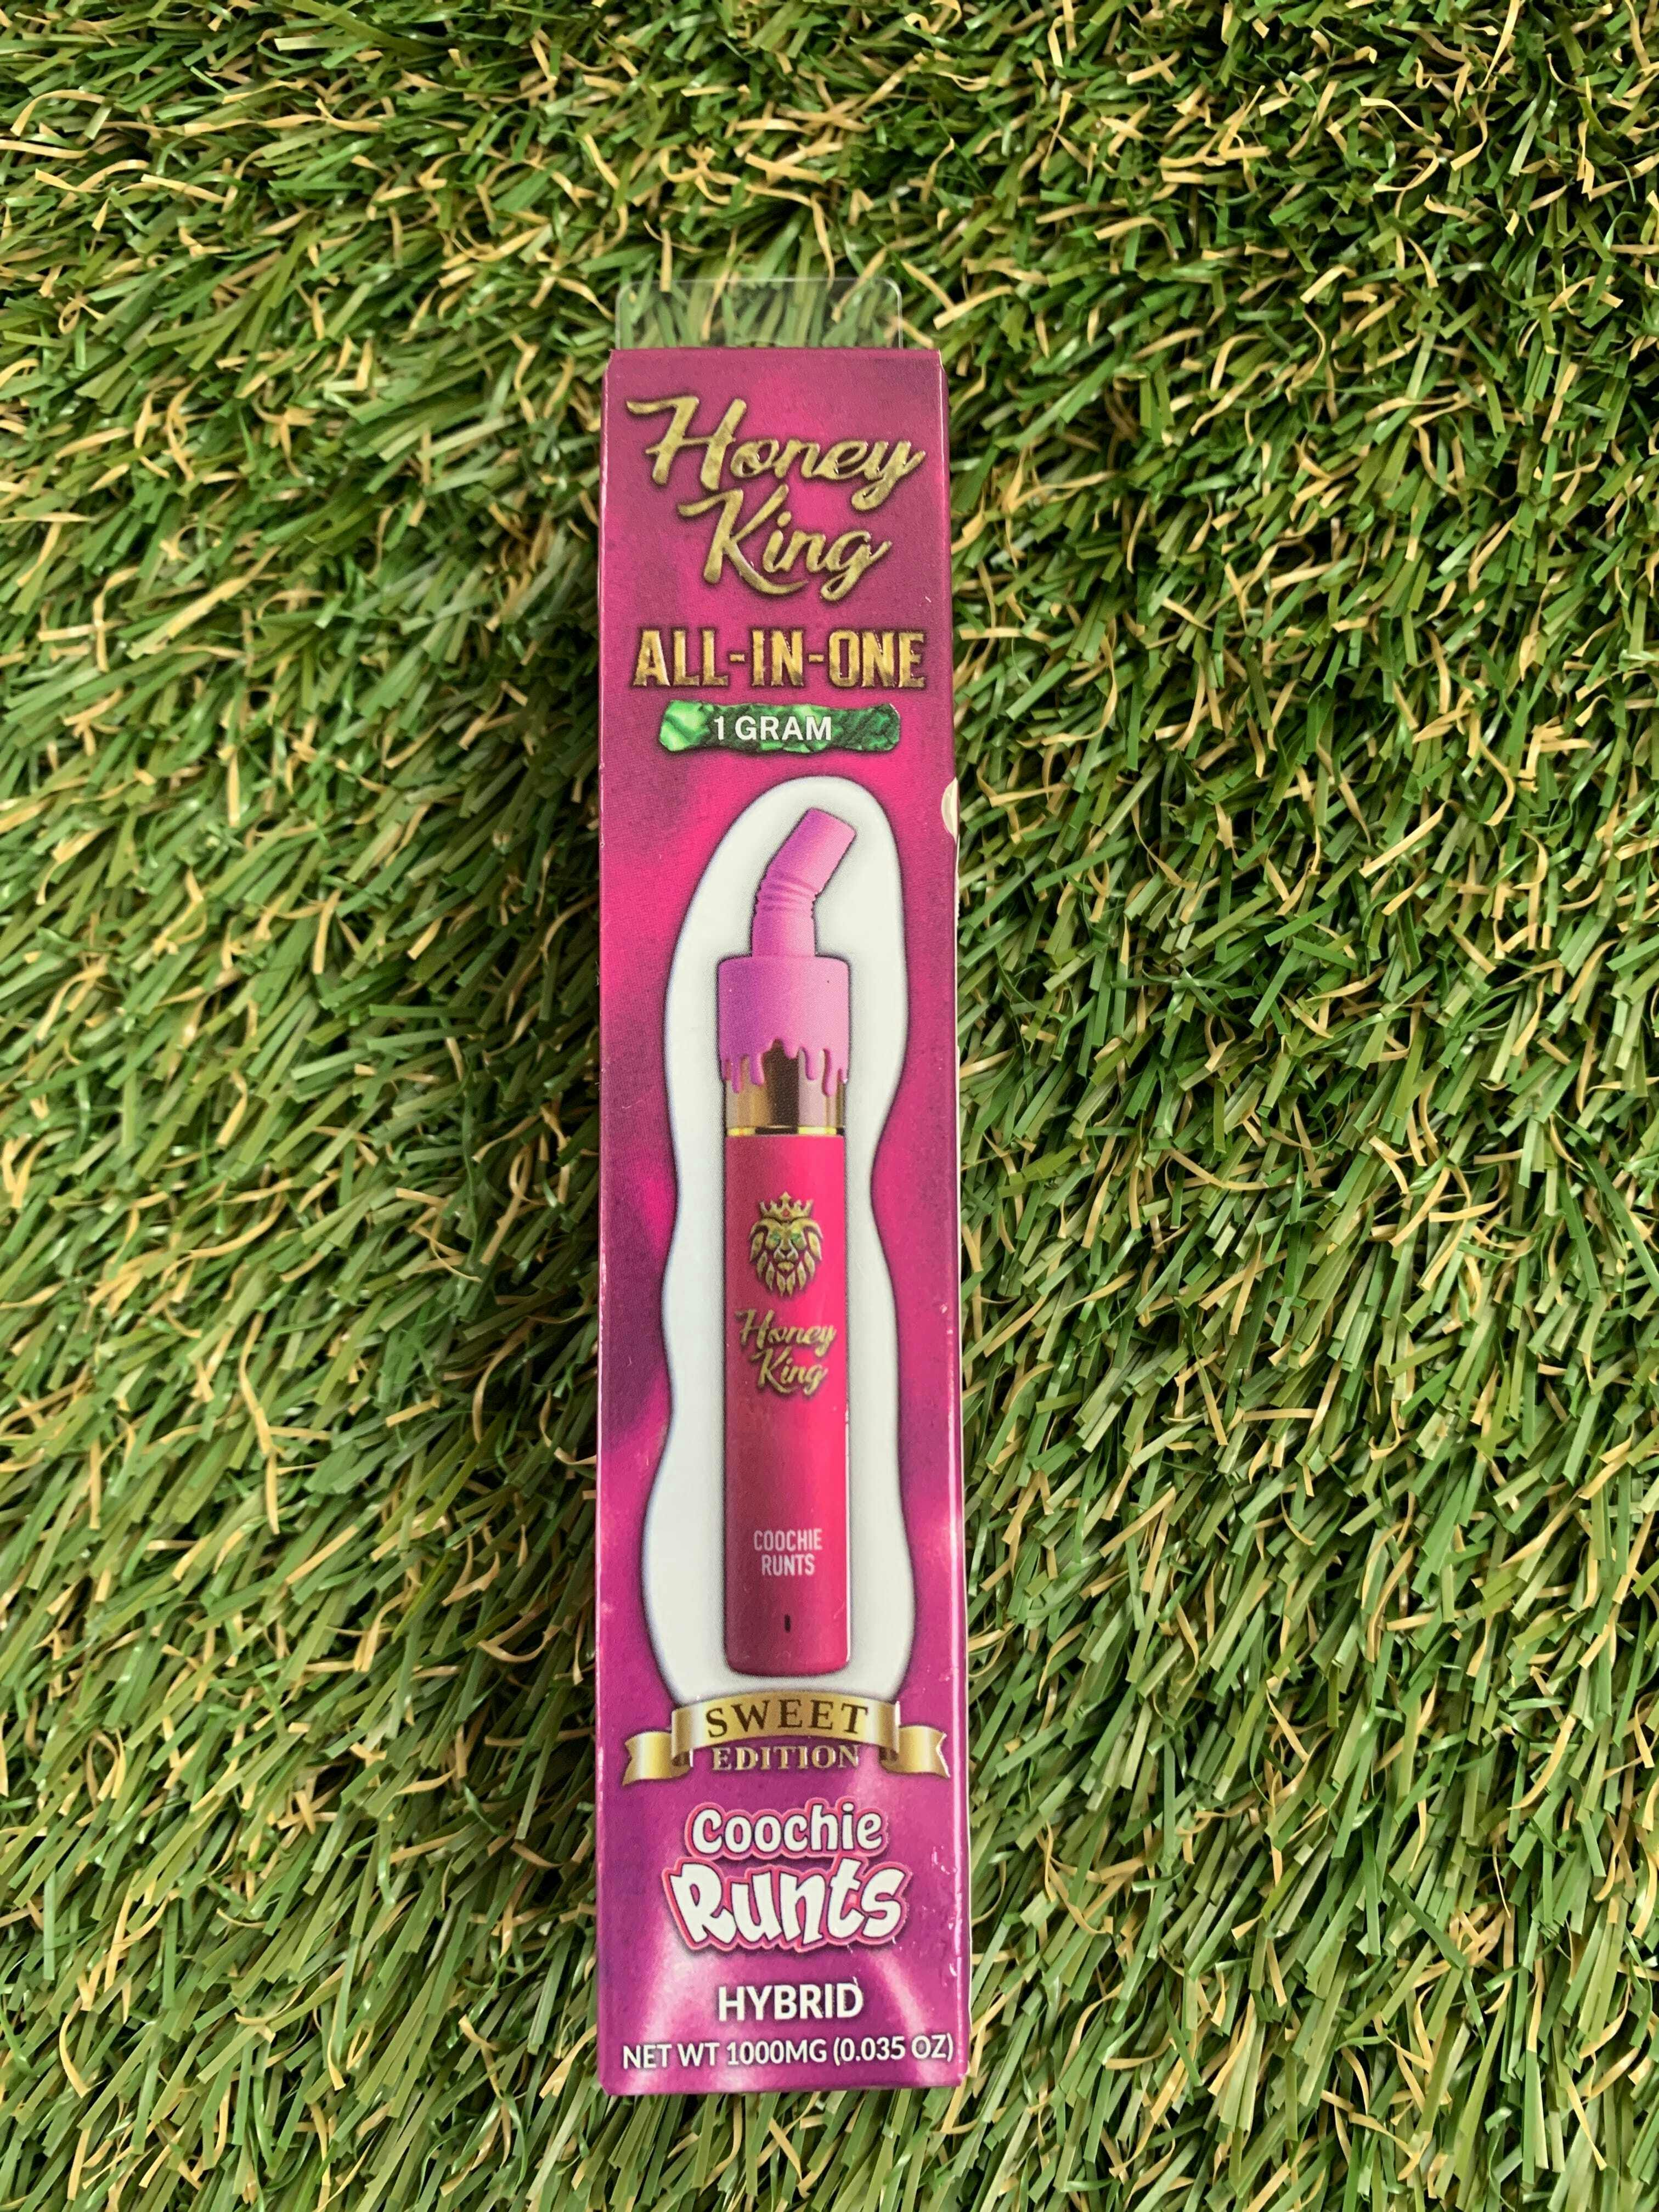 Honey
King
ALL-IN-ONE
1 GRAM
Honey
King
COOCHIE
RUNTS
SWEET
EDITION
Coochie
Runts
HYBRID
NET WT 1000MG (0.035 OZ)